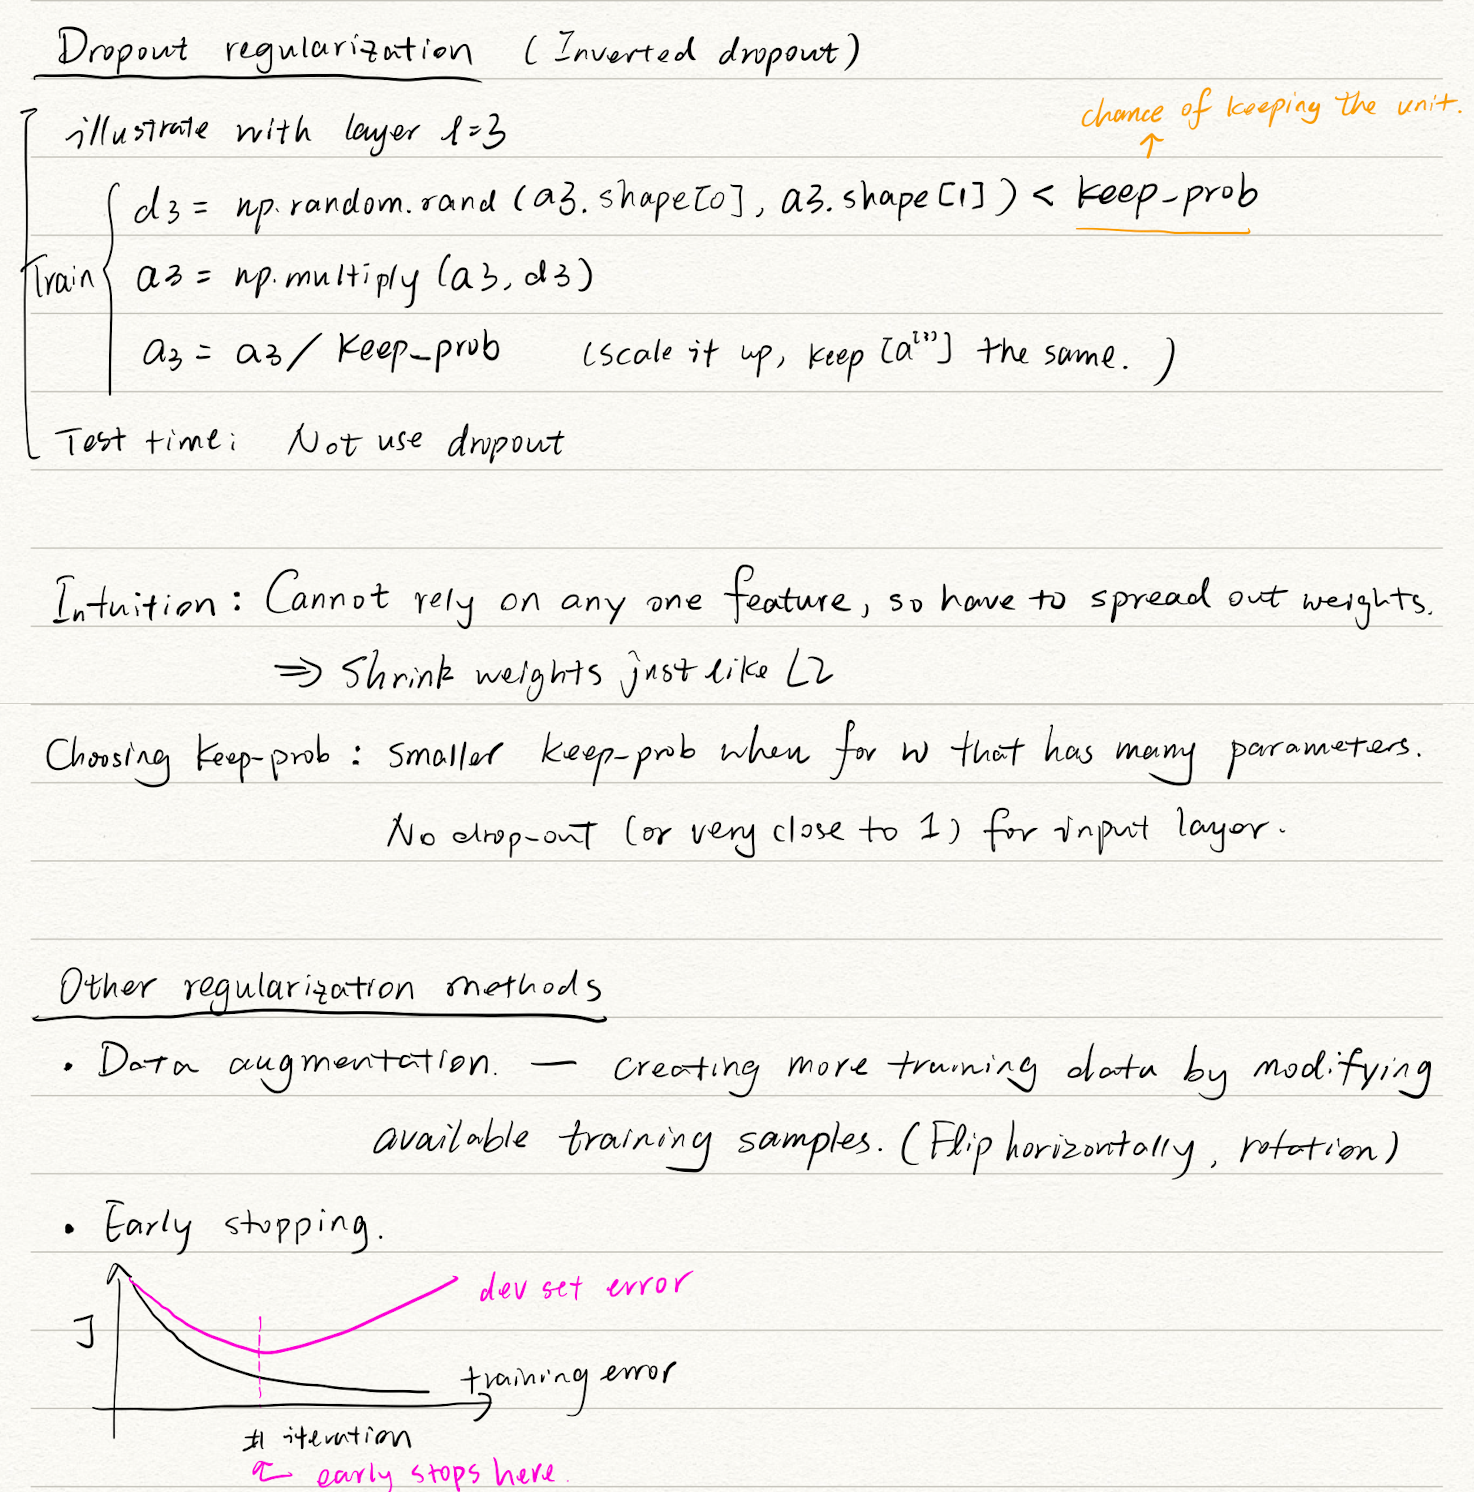 Dropout regularization (Inverted dropout)
chance of keeping the unit.
illustrate with layer l=3
d3 = np.random.rand (a3.shape[0], a3.shape[1]) < keep_prob
Train
a3 = np.multiply (a3, d3)
a3 = a3 / keep_prob (scale it up, keep [a[3]] the same. )
Test time: Not use dropout
Intuition : Cannot rely on any one feature, so have to spread out weights.
⇒ Shrink weights just like L2
Choosing keep-prob : smaller keep-prob when for w that has many parameters.
No drop-out (or very close to 1) for input layer.
Other regularization methods
• Data augmentation. — creating more training data by modifying
available training samples. (Flip horizontally, rotation)
• Early stopping.
dev set error
J
training error
# iteration
early stops here.